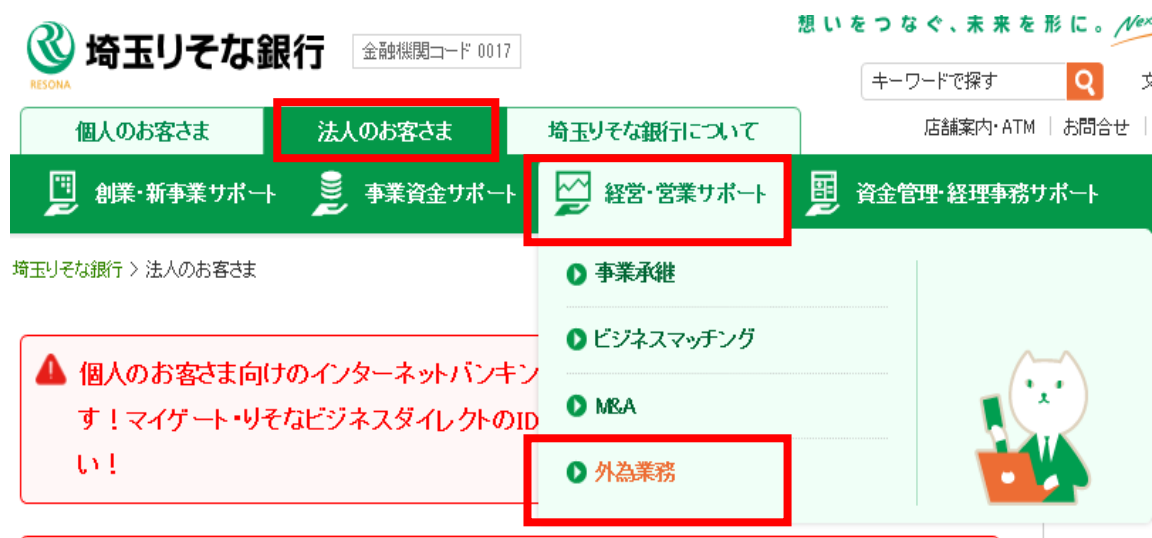 想いをつなぐ、未来を形に。
埼玉りそな銀行
RESONA
金融機関コード 0017
キーワードで探す
個人のお客さま
法人のお客さま
埼玉りそな銀行について
店舗案内・ATM
お問合せ
創業・新事業サポート
事業資金サポート
経営・営業サポート
資金管理・経理事務サポート
埼玉りそな銀行 > 法人のお客さま
事業承継
ビジネスマッチング
M&A
外為業務
個人のお客さま向けのインターネットバンキン
す！マイゲート・りそなビジネスダイレクトのID
い！